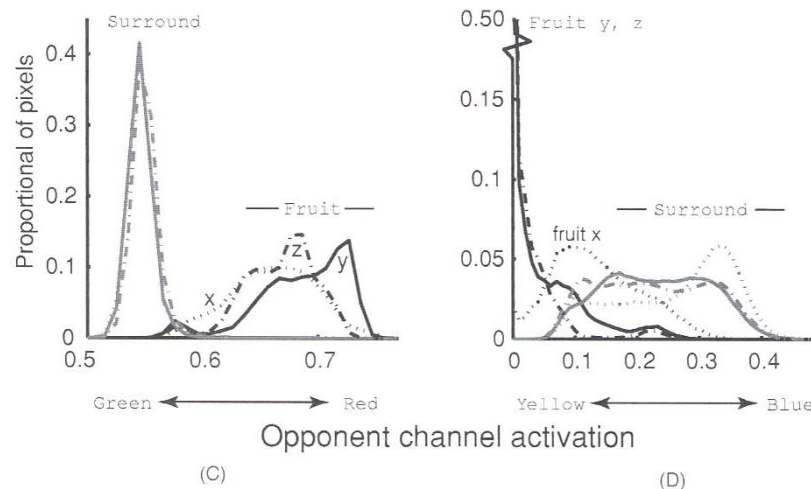 Surround
0.4
0.3
0.2
0.1
0
Proportional of pixels
Fruit
x
z
y
0.5
0.6
0.7
Green
Red
(C)
0.50
Fruit y, z
0.15
0.1
0.05
0
Surround
fruit x
0
0.1
0.2
0.3
0.4
Yellow
Blue
(D)
Opponent channel activation